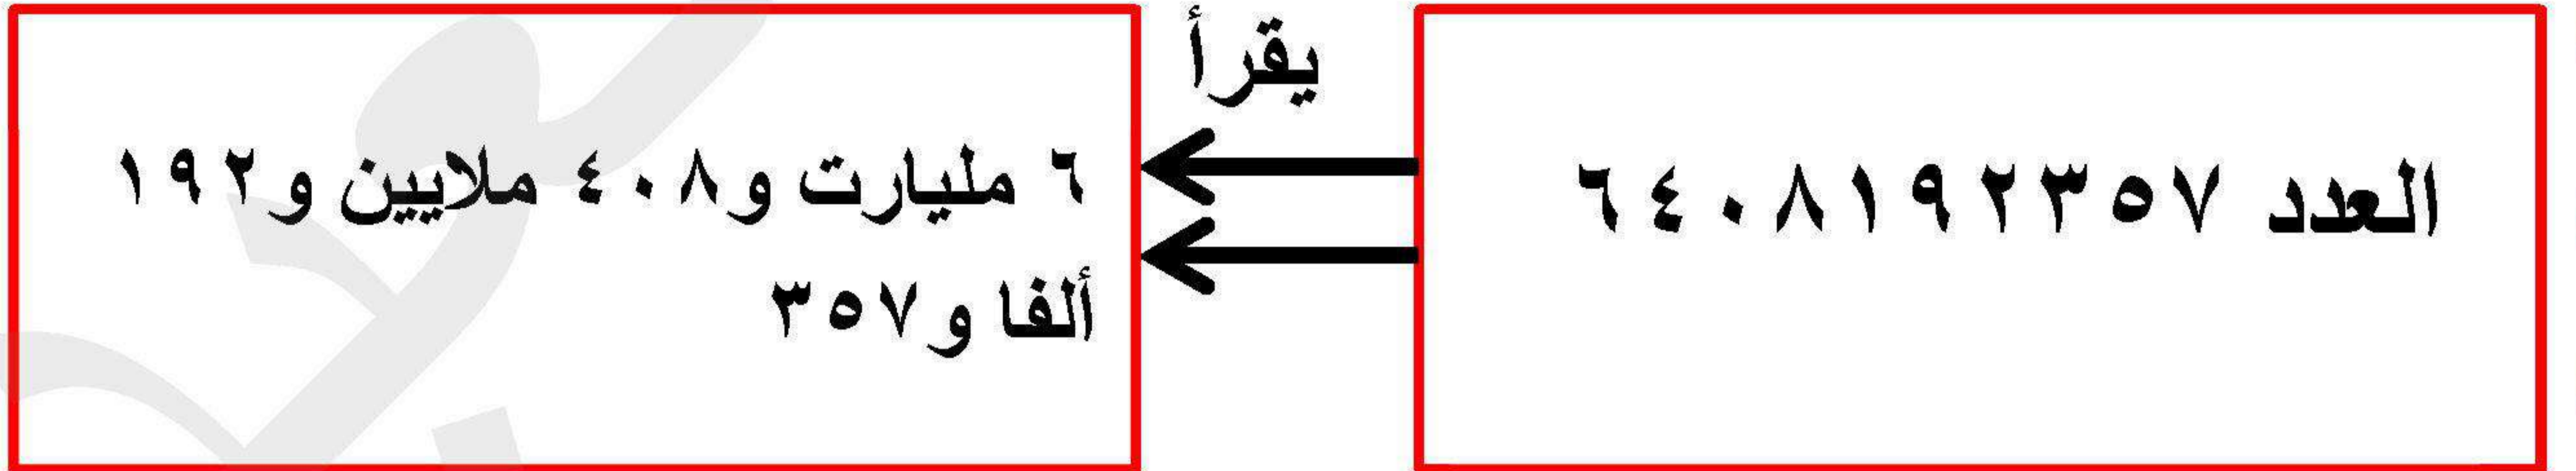 العدد ٦٤٠٨١٩٢٣٥٧
يقرأ
٦ مليارت و٤٠٨ ملايين و١٩٢
ألفا و٣٥٧